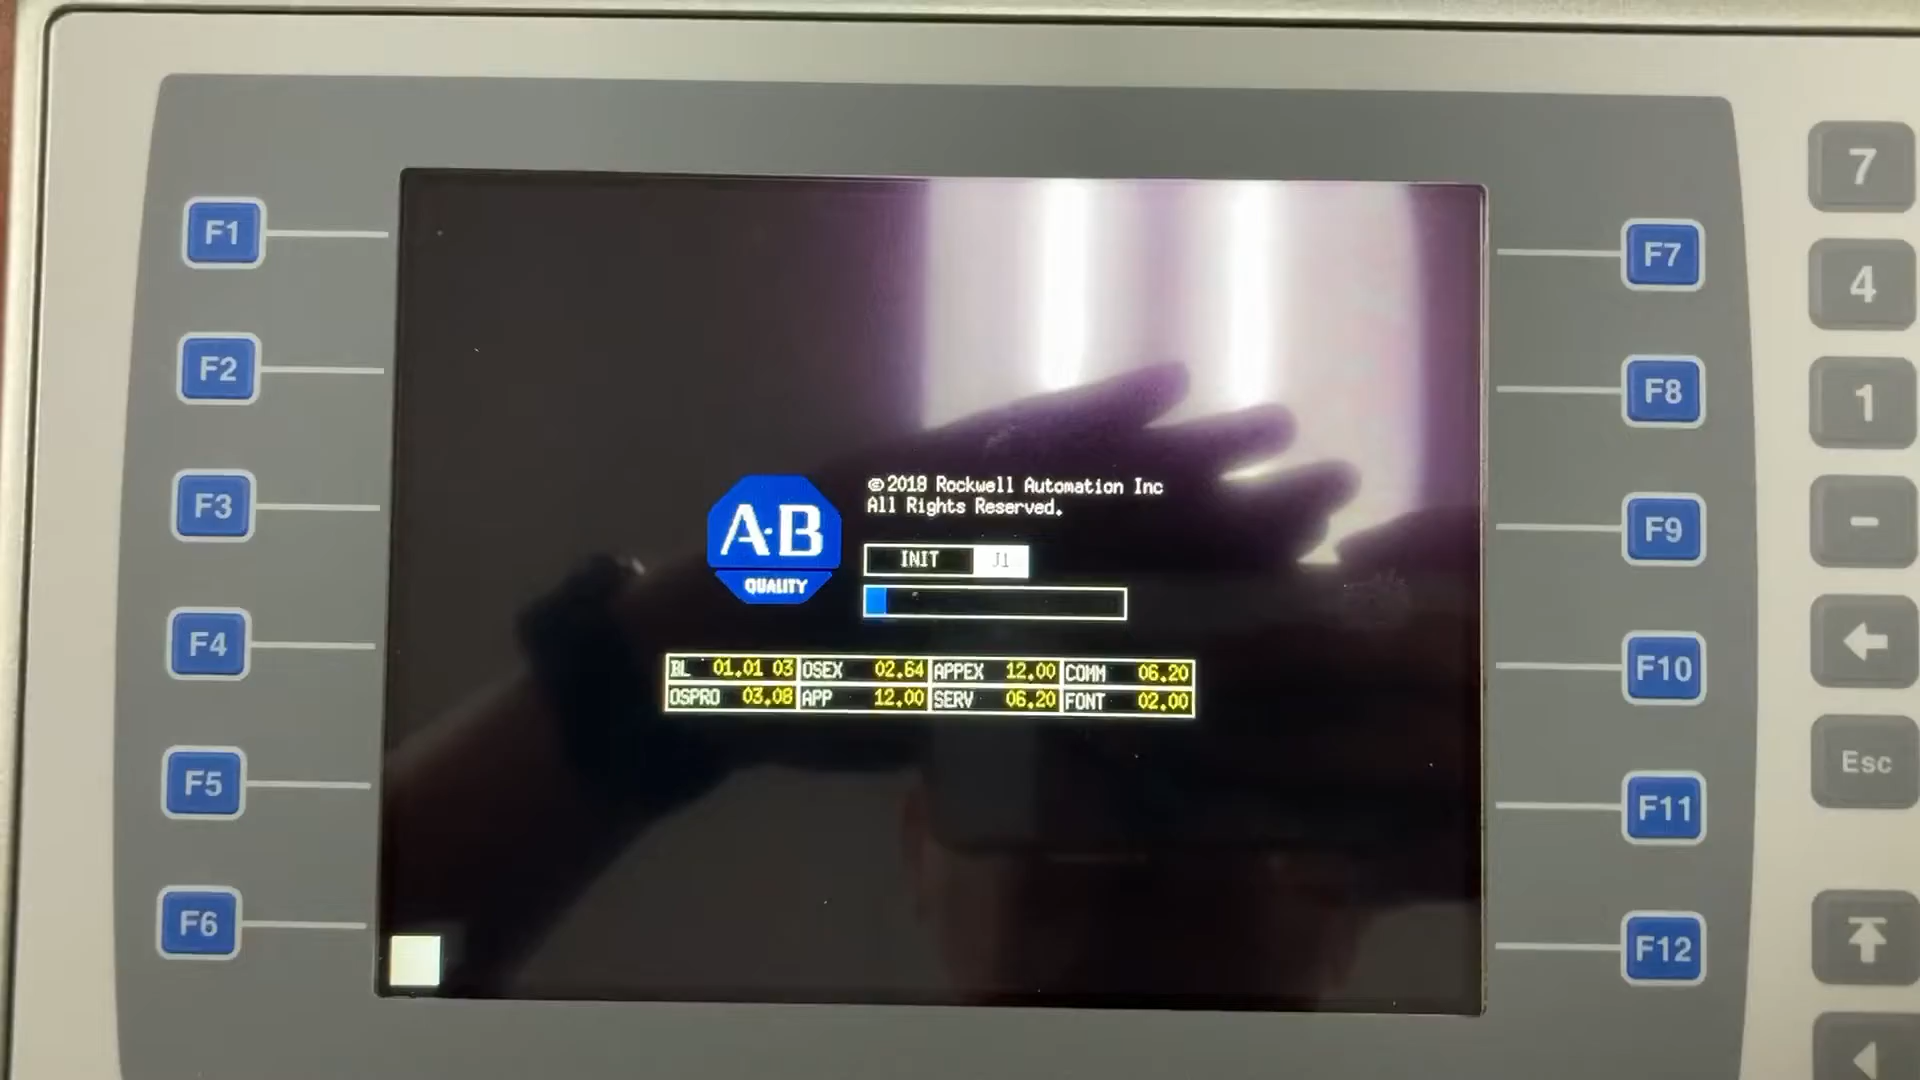 F1
F2
F3
F4
F5
F6
A·B
QUALITY
©2018 Rockwell Automation Inc
All Rights Reserved.
INIT J1
BL 01.01 03 OSEX 02.64 APPEX 12.00 COMM 06.20
OSPRO 03.08 APP 12.00 SERV 06.20 FONT 02.00
F7
F8
F9
F10
F11
F12
7
4
1
-
Esc